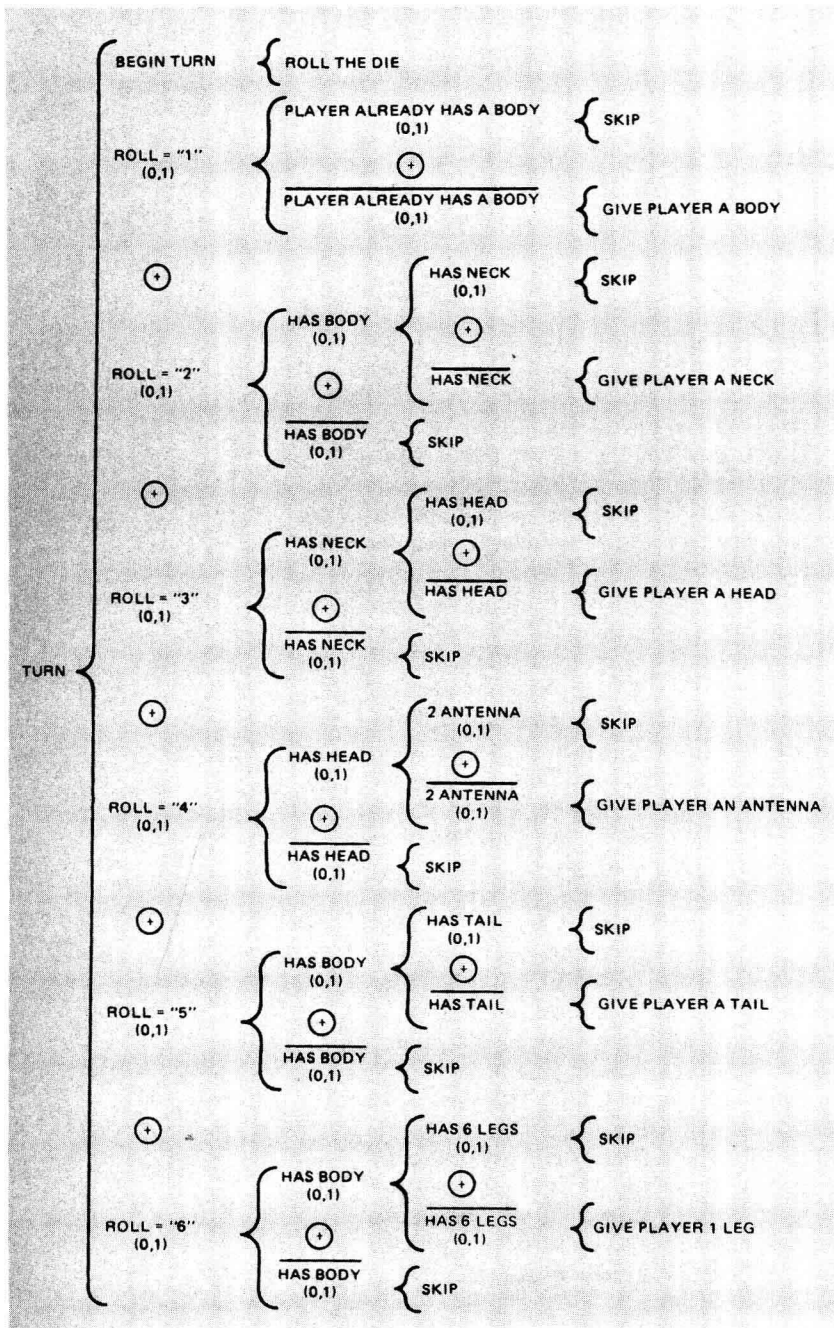 BEGIN TURN
ROLL THE DIE
PLAYER ALREADY HAS A BODY
(0,1)
SKIP
ROLL = "1"
(0,1)
+
PLAYER ALREADY HAS A BODY
(0,1)
GIVE PLAYER A BODY
+
HAS NECK
(0,1)
SKIP
HAS BODY
(0,1)
+
ROLL = "2"
(0,1)
+
HAS NECK
GIVE PLAYER A NECK
HAS BODY
(0,1)
SKIP
+
HAS HEAD
(0,1)
SKIP
HAS NECK
(0,1)
+
ROLL = "3"
(0,1)
+
HAS HEAD
GIVE PLAYER A HEAD
HAS NECK
(0,1)
SKIP
TURN
+
2 ANTENNA
(0,1)
SKIP
HAS HEAD
(0,1)
+
ROLL = "4"
(0,1)
+
2 ANTENNA
(0,1)
GIVE PLAYER AN ANTENNA
HAS HEAD
(0,1)
SKIP
+
HAS TAIL
(0,1)
SKIP
HAS BODY
(0,1)
+
ROLL = "5"
(0,1)
+
HAS TAIL
GIVE PLAYER A TAIL
HAS BODY
(0,1)
SKIP
+
HAS 6 LEGS
(0,1)
SKIP
HAS BODY
(0,1)
+
ROLL = "6"
(0,1)
+
HAS 6 LEGS
(0,1)
GIVE PLAYER 1 LEG
HAS BODY
(0,1)
SKIP